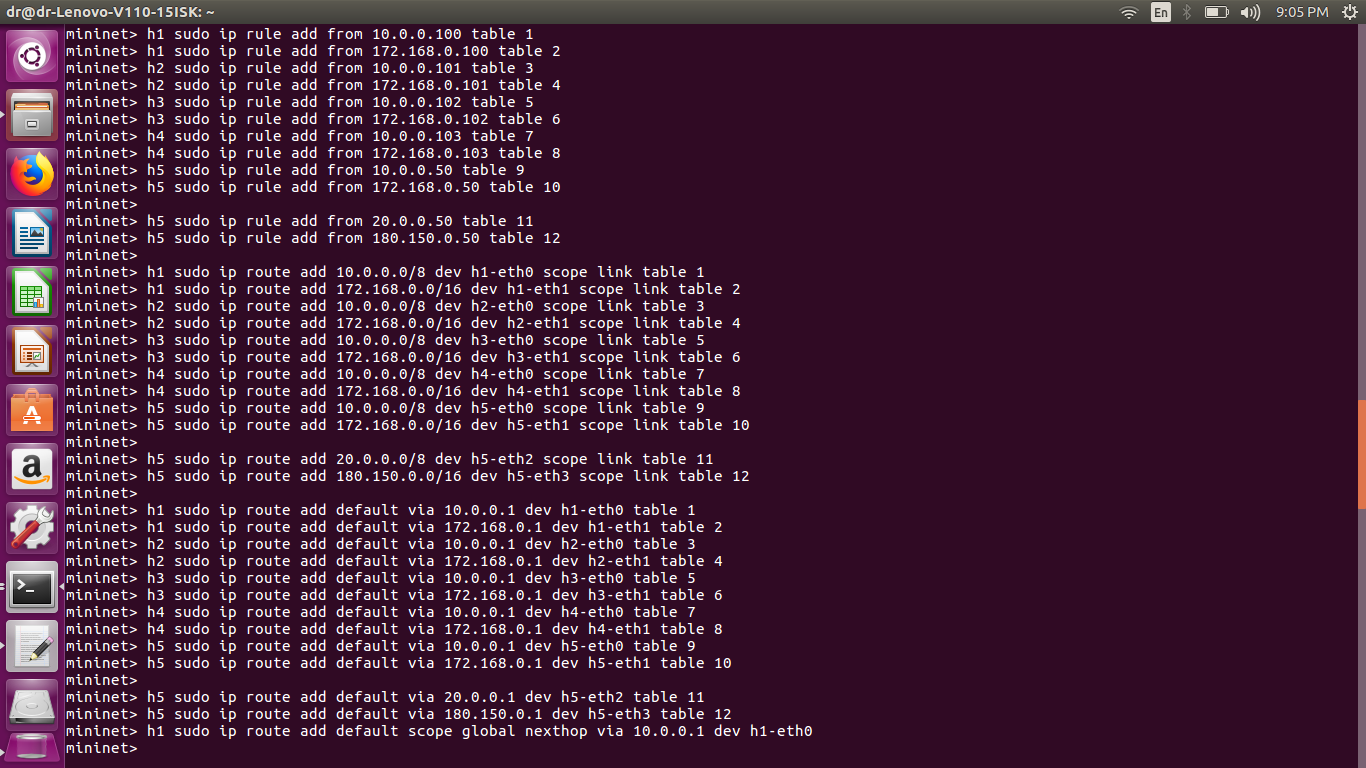 dr@dr-Lenovo-V110-15ISK: ~
En
9:05 PM
mininet> h1 sudo ip rule add from 10.0.0.100 table 1
mininet> h1 sudo ip rule add from 172.168.0.100 table 2
mininet> h2 sudo ip rule add from 10.0.0.101 table 3
mininet> h2 sudo ip rule add from 172.168.0.101 table 4
mininet> h3 sudo ip rule add from 10.0.0.102 table 5
mininet> h3 sudo ip rule add from 172.168.0.102 table 6
mininet> h4 sudo ip rule add from 10.0.0.103 table 7
mininet> h4 sudo ip rule add from 172.168.0.103 table 8
mininet> h5 sudo ip rule add from 10.0.0.50 table 9
mininet> h5 sudo ip rule add from 172.168.0.50 table 10
mininet>
mininet> h5 sudo ip rule add from 20.0.0.50 table 11
mininet> h5 sudo ip rule add from 180.150.0.50 table 12
mininet>
mininet> h1 sudo ip route add 10.0.0.0/8 dev h1-eth0 scope link table 1
mininet> h1 sudo ip route add 172.168.0.0/16 dev h1-eth1 scope link table 2
mininet> h2 sudo ip route add 10.0.0.0/8 dev h2-eth0 scope link table 3
mininet> h2 sudo ip route add 172.168.0.0/16 dev h2-eth1 scope link table 4
mininet> h3 sudo ip route add 10.0.0.0/8 dev h3-eth0 scope link table 5
mininet> h3 sudo ip route add 172.168.0.0/16 dev h3-eth1 scope link table 6
mininet> h4 sudo ip route add 10.0.0.0/8 dev h4-eth0 scope link table 7
mininet> h4 sudo ip route add 172.168.0.0/16 dev h4-eth1 scope link table 8
mininet> h5 sudo ip route add 10.0.0.0/8 dev h5-eth0 scope link table 9
mininet> h5 sudo ip route add 172.168.0.0/16 dev h5-eth1 scope link table 10
mininet>
mininet> h5 sudo ip route add 20.0.0.0/8 dev h5-eth2 scope link table 11
mininet> h5 sudo ip route add 180.150.0.0/16 dev h5-eth3 scope link table 12
mininet>
mininet> h1 sudo ip route add default via 10.0.0.1 dev h1-eth0 table 1
mininet> h1 sudo ip route add default via 172.168.0.1 dev h1-eth1 table 2
mininet> h2 sudo ip route add default via 10.0.0.1 dev h2-eth0 table 3
mininet> h2 sudo ip route add default via 172.168.0.1 dev h2-eth1 table 4
mininet> h3 sudo ip route add default via 10.0.0.1 dev h3-eth0 table 5
mininet> h3 sudo ip route add default via 172.168.0.1 dev h3-eth1 table 6
mininet> h4 sudo ip route add default via 10.0.0.1 dev h4-eth0 table 7
mininet> h4 sudo ip route add default via 172.168.0.1 dev h4-eth1 table 8
mininet> h5 sudo ip route add default via 10.0.0.1 dev h5-eth0 table 9
mininet> h5 sudo ip route add default via 172.168.0.1 dev h5-eth1 table 10
mininet>
mininet> h5 sudo ip route add default via 20.0.0.1 dev h5-eth2 table 11
mininet> h5 sudo ip route add default via 180.150.0.1 dev h5-eth3 table 12
mininet> h1 sudo ip route add default scope global nexthop via 10.0.0.1 dev h1-eth0
mininet>